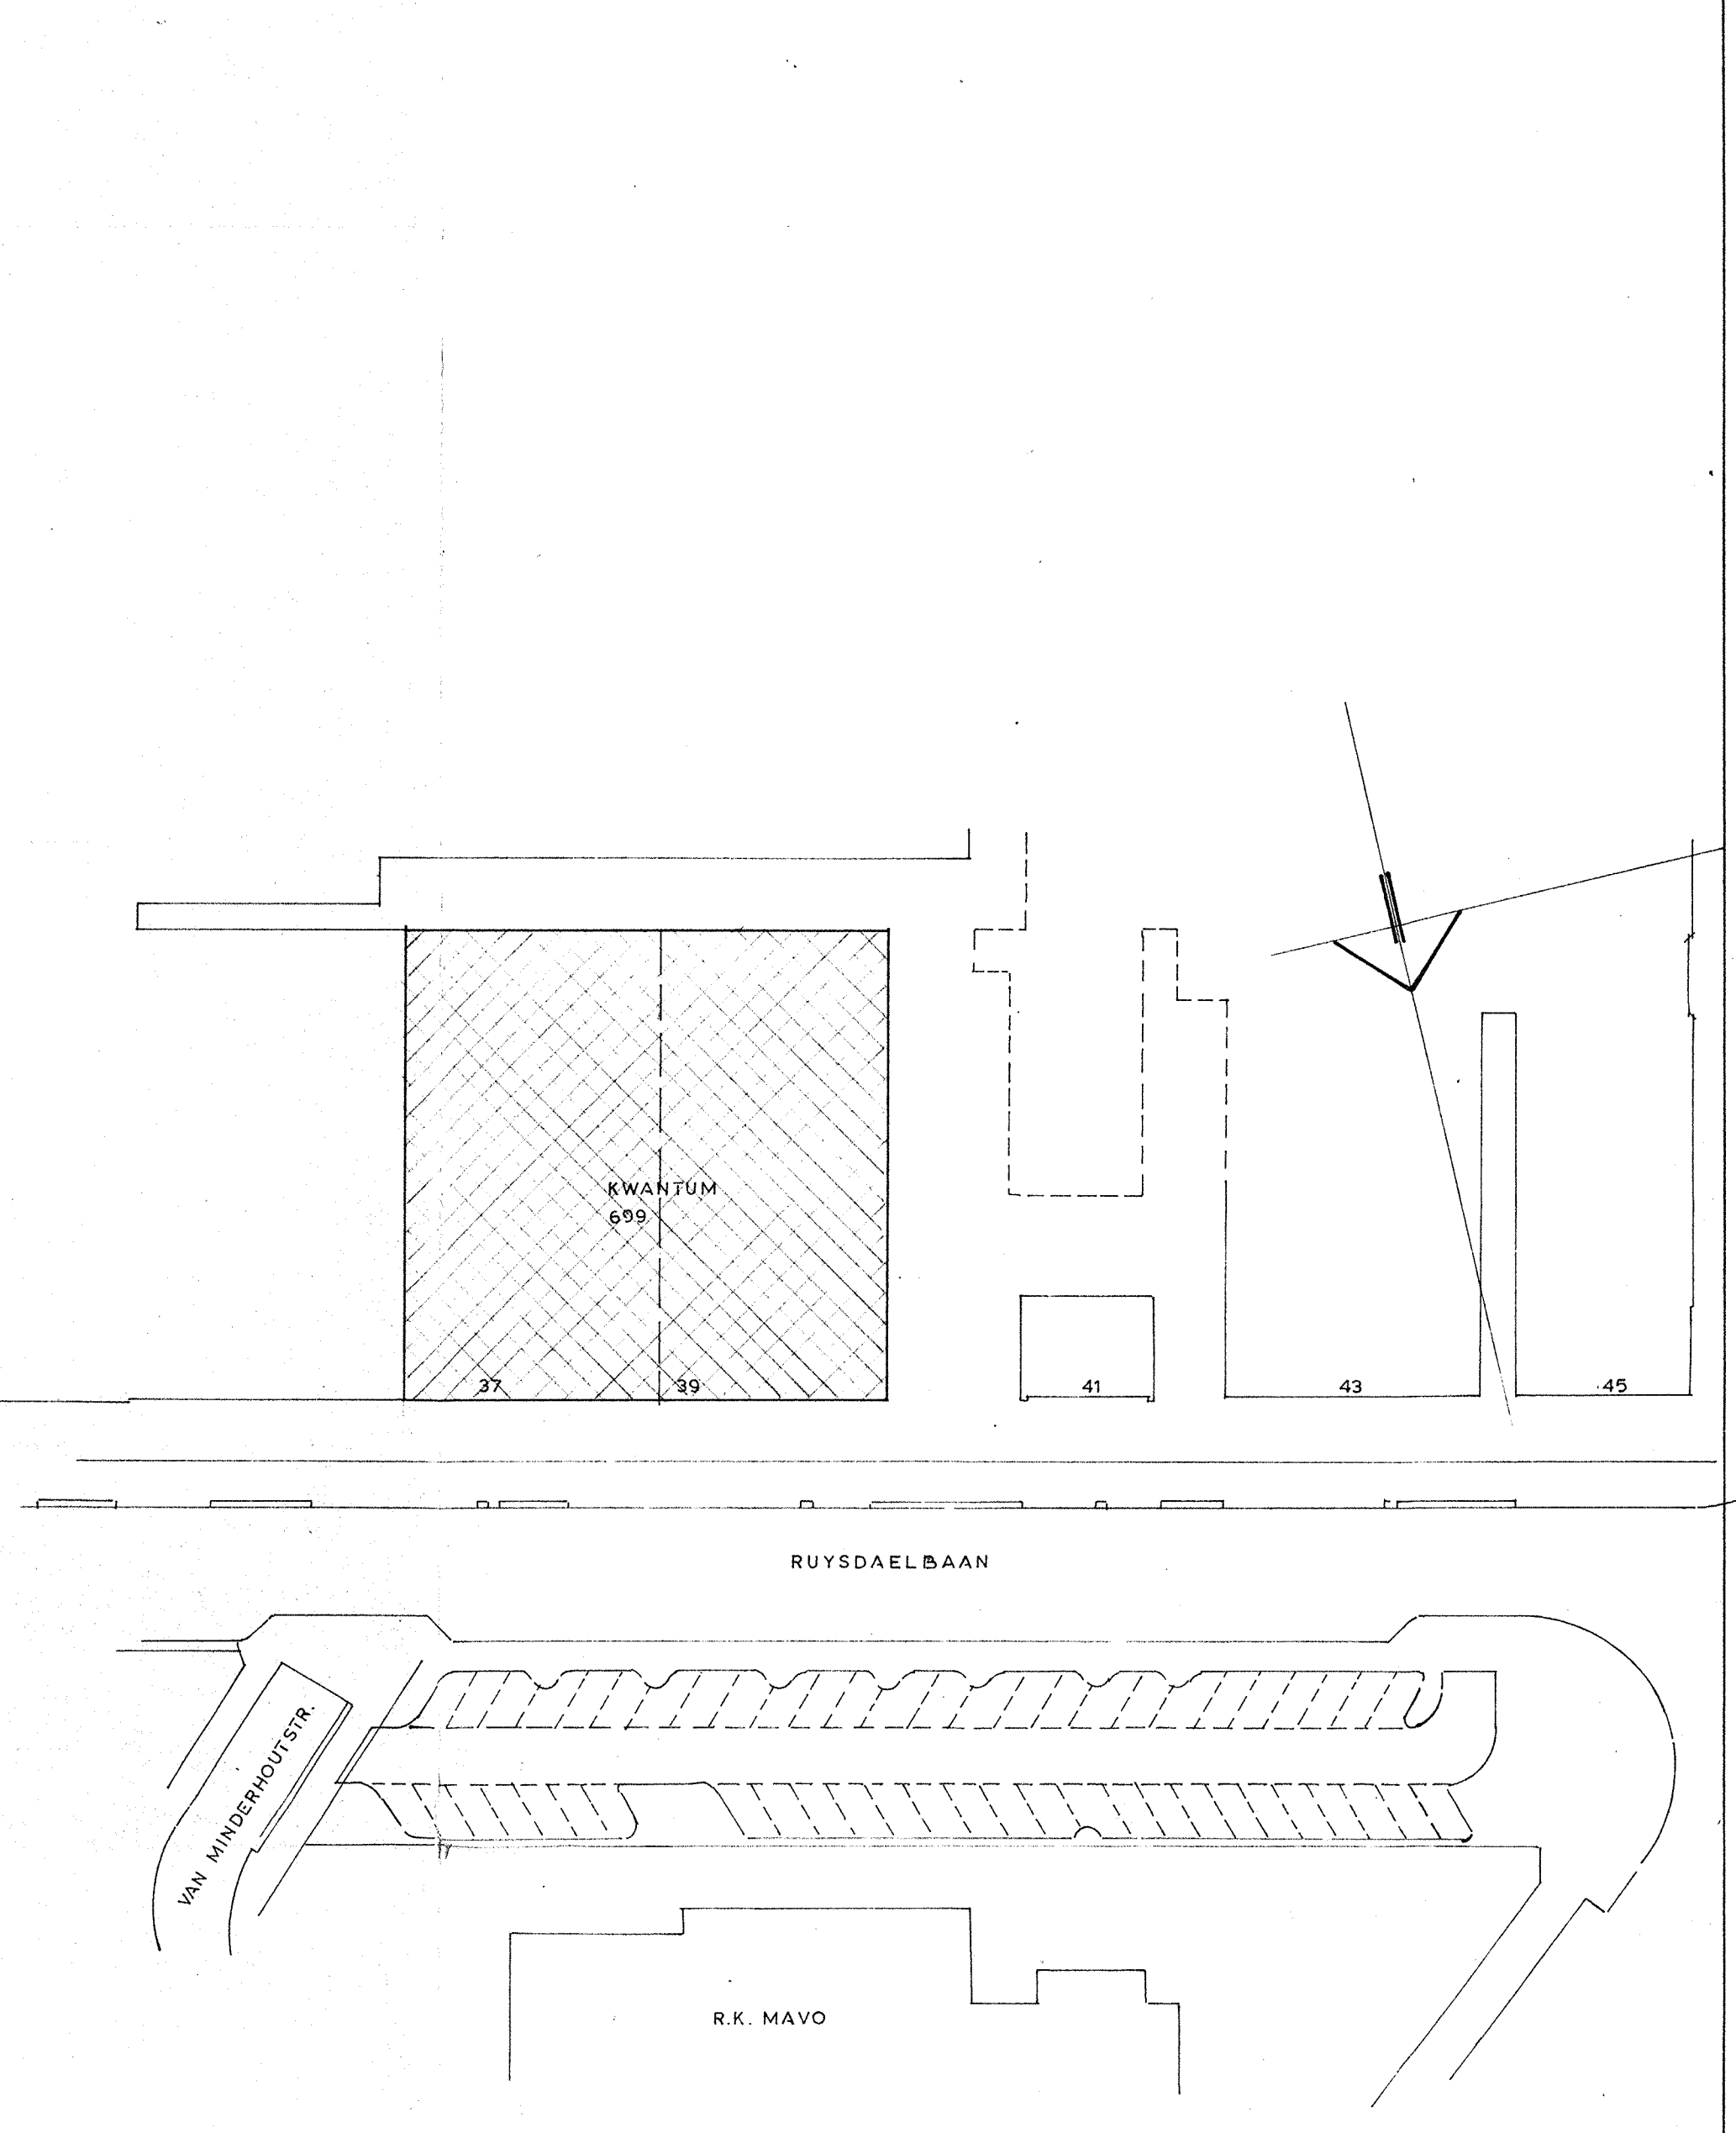 KWANTUM
699
37
39
41
43
45
RUYSDAELBAAN
VAN MINDERHOUTSTR.
R.K. MAVO